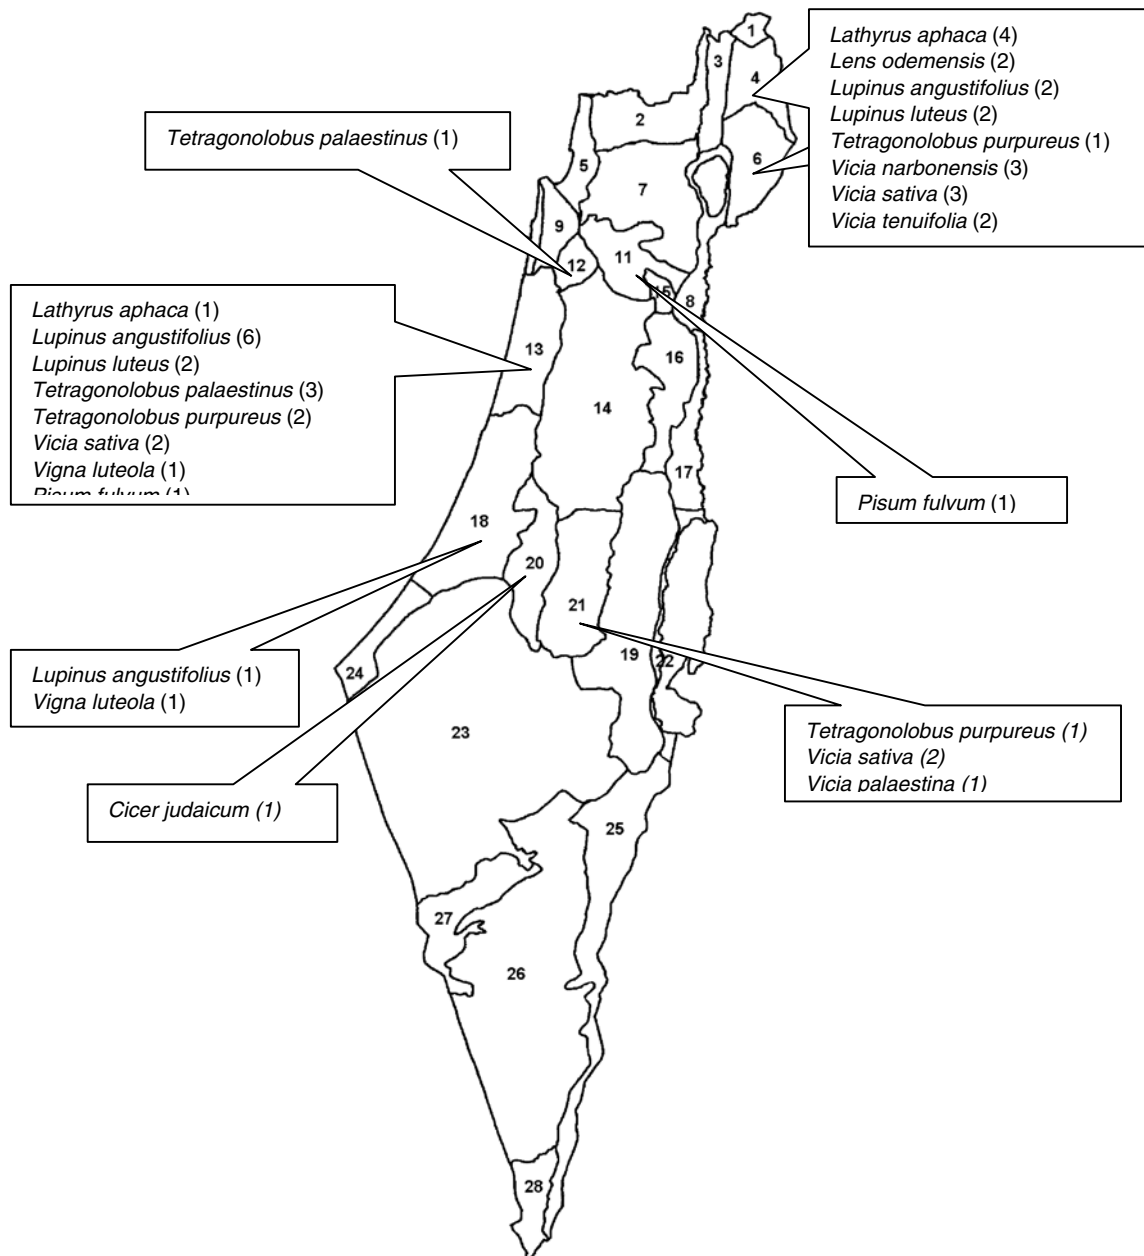 1
3
4
2
5
6
7
9
11
12
15
8
13
16
14
17
18
20
21
19
22
24
23
25
27
26
28
Lathyrus aphaca (4)
Lens odemensis (2)
Lupinus angustifolius (2)
Lupinus luteus (2)
Tetragonolobus purpureus (1)
Vicia narbonensis (3)
Vicia sativa (3)
Vicia tenuifolia (2)
Tetragonolobus palaestinus (1)
Lathyrus aphaca (1)
Lupinus angustifolius (6)
Lupinus luteus (2)
Tetragonolobus palaestinus (3)
Tetragonolobus purpureus (2)
Vicia sativa (2)
Vigna luteola (1)
Pisum fulvum (1)
Pisum fulvum (1)
Lupinus angustifolius (1)
Vigna luteola (1)
Cicer judaicum (1)
Tetragonolobus purpureus (1)
Vicia sativa (2)
Vicia palaestina (1)